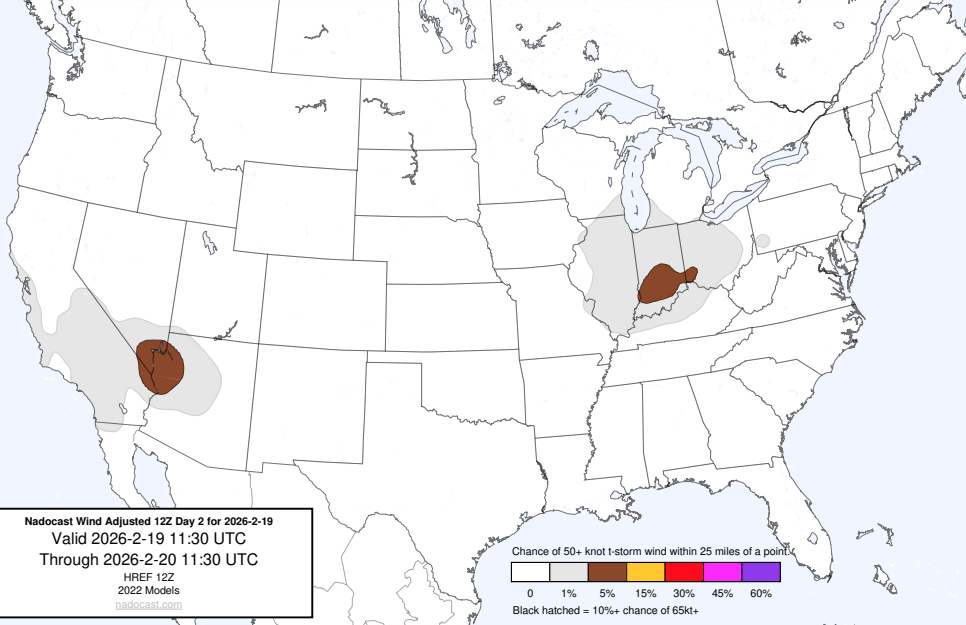 Nadocast Wind Adjusted 12Z Day 2 for 2026-2-19
Valid 2026-2-19 11:30 UTC
Through 2026-2-20 11:30 UTC
HREF 12Z
2022 Models
nadocast.com
Chance of 50+ knot t-storm wind within 25 miles of a point.
0 1% 5% 15% 30% 45% 60%
Black hatched = 10%+ chance of 65kt+